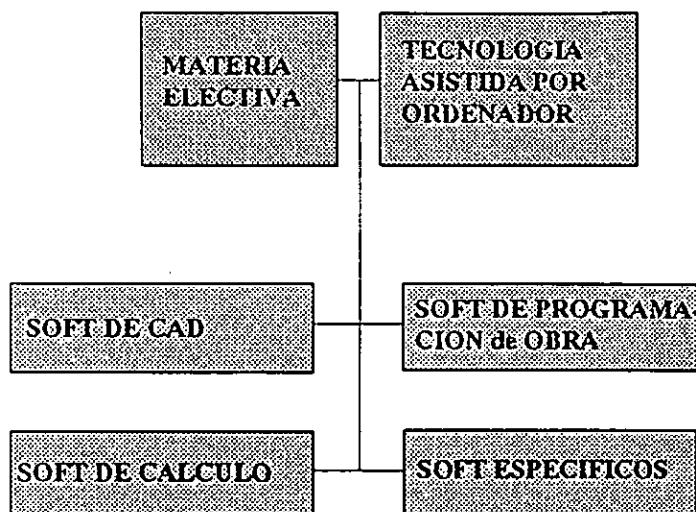 MATERIA
ELECTIVA
TECNOLOGIA
ASISTIDA POR
ORDENADOR
SOFT DE CAD
SOFT DE PROGRAMA-
CION de OBRA
SOFT DE CALCULO
SOFT ESPECIFICOS